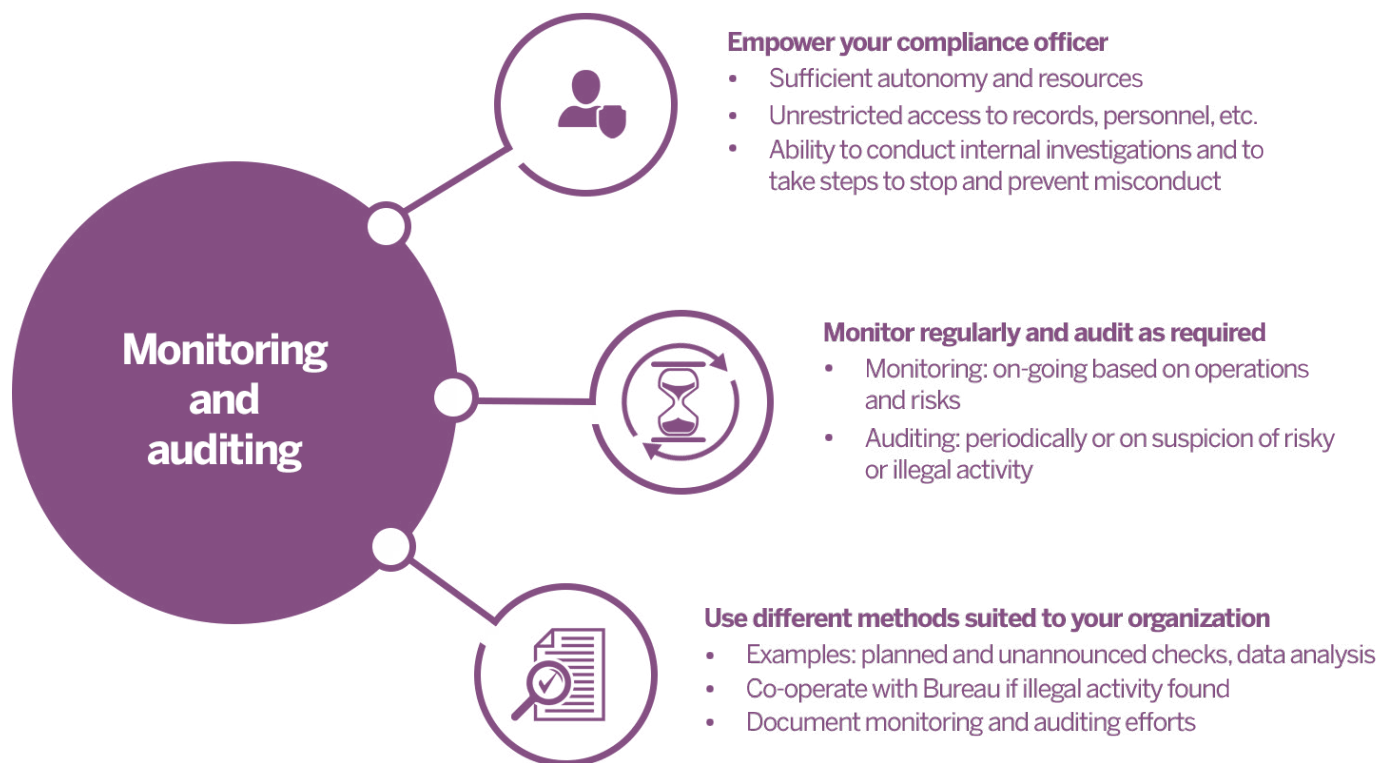 Monitoring
and
auditing
Empower your compliance officer
• Sufficient autonomy and resources
• Unrestricted access to records, personnel, etc.
• Ability to conduct internal investigations and to
take steps to stop and prevent misconduct
Monitor regularly and audit as required
• Monitoring: on-going based on operations
and risks
• Auditing: periodically or on suspicion of risky
or illegal activity
Use different methods suited to your organization
• Examples: planned and unannounced checks, data analysis
• Co-operate with Bureau if illegal activity found
• Document monitoring and auditing efforts